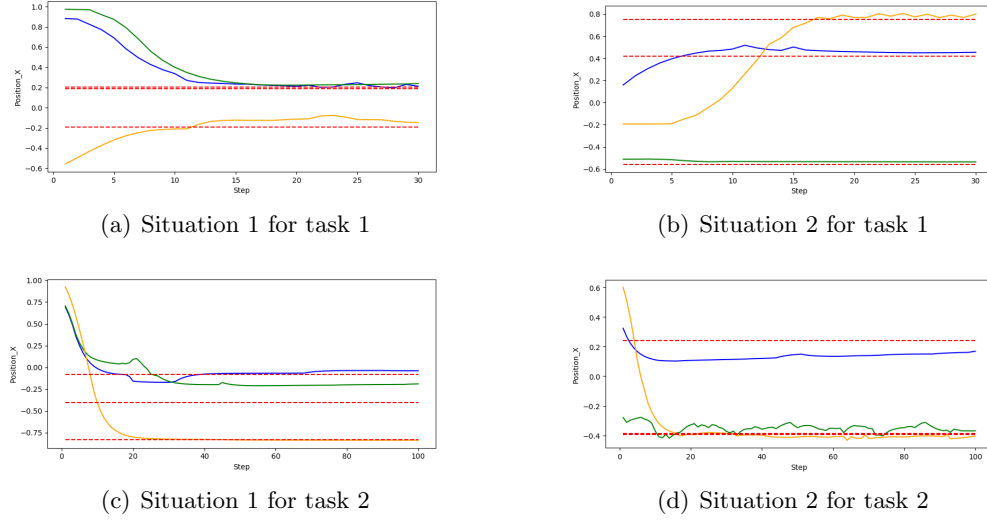 1.0
0.8
0.6
0.4
0.2
0.0
−0.2
−0.4
−0.6
Position_X
0 5 10 15 20 25 30
Step
(a) Situation 1 for task 1
0.8
0.6
0.4
0.2
0.0
−0.2
−0.4
−0.6
Position_X
0 5 10 15 20 25 30
Step
(b) Situation 2 for task 1
1.00
0.75
0.50
0.25
0.00
−0.25
−0.50
−0.75
Position_X
0 20 40 60 80 100
Step
(c) Situation 1 for task 2
0.6
0.4
0.2
0.0
−0.2
−0.4
Position_X
0 20 40 60 80 100
Step
(d) Situation 2 for task 2